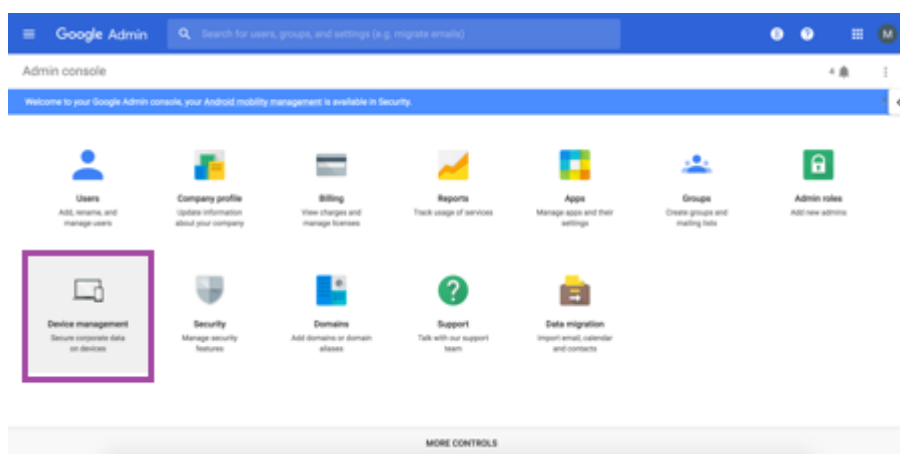 Google Admin
Search for users, groups, and settings (e.g. migrate emails)
M
Admin console
4
Welcome to your Google Admin console, your Android mobility management is available in Security.
Users
Add, rename, and
manage users
Company profile
Update information
about your company
Billing
View charges and
manage licenses
Reports
Track usage of services
Apps
Manage apps and their
settings
Groups
Create groups and
mailing lists
Admin roles
Add new admins
Device management
Secure corporate data
on devices
Security
Manage security
features
Domains
Add domains or domain
aliases
Support
Talk with our support
team
Data migration
Import email, calendar
and contacts
MORE CONTROLS